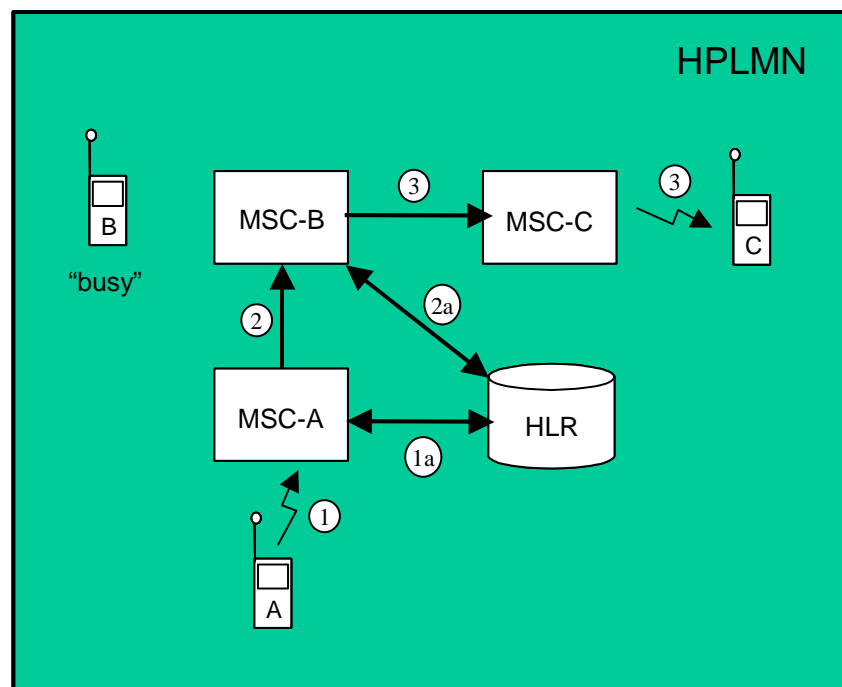 HPLMN
3
3
B
MSC-B
MSC-C
C
“busy”
2
2a
MSC-A
HLR
1a
1
A